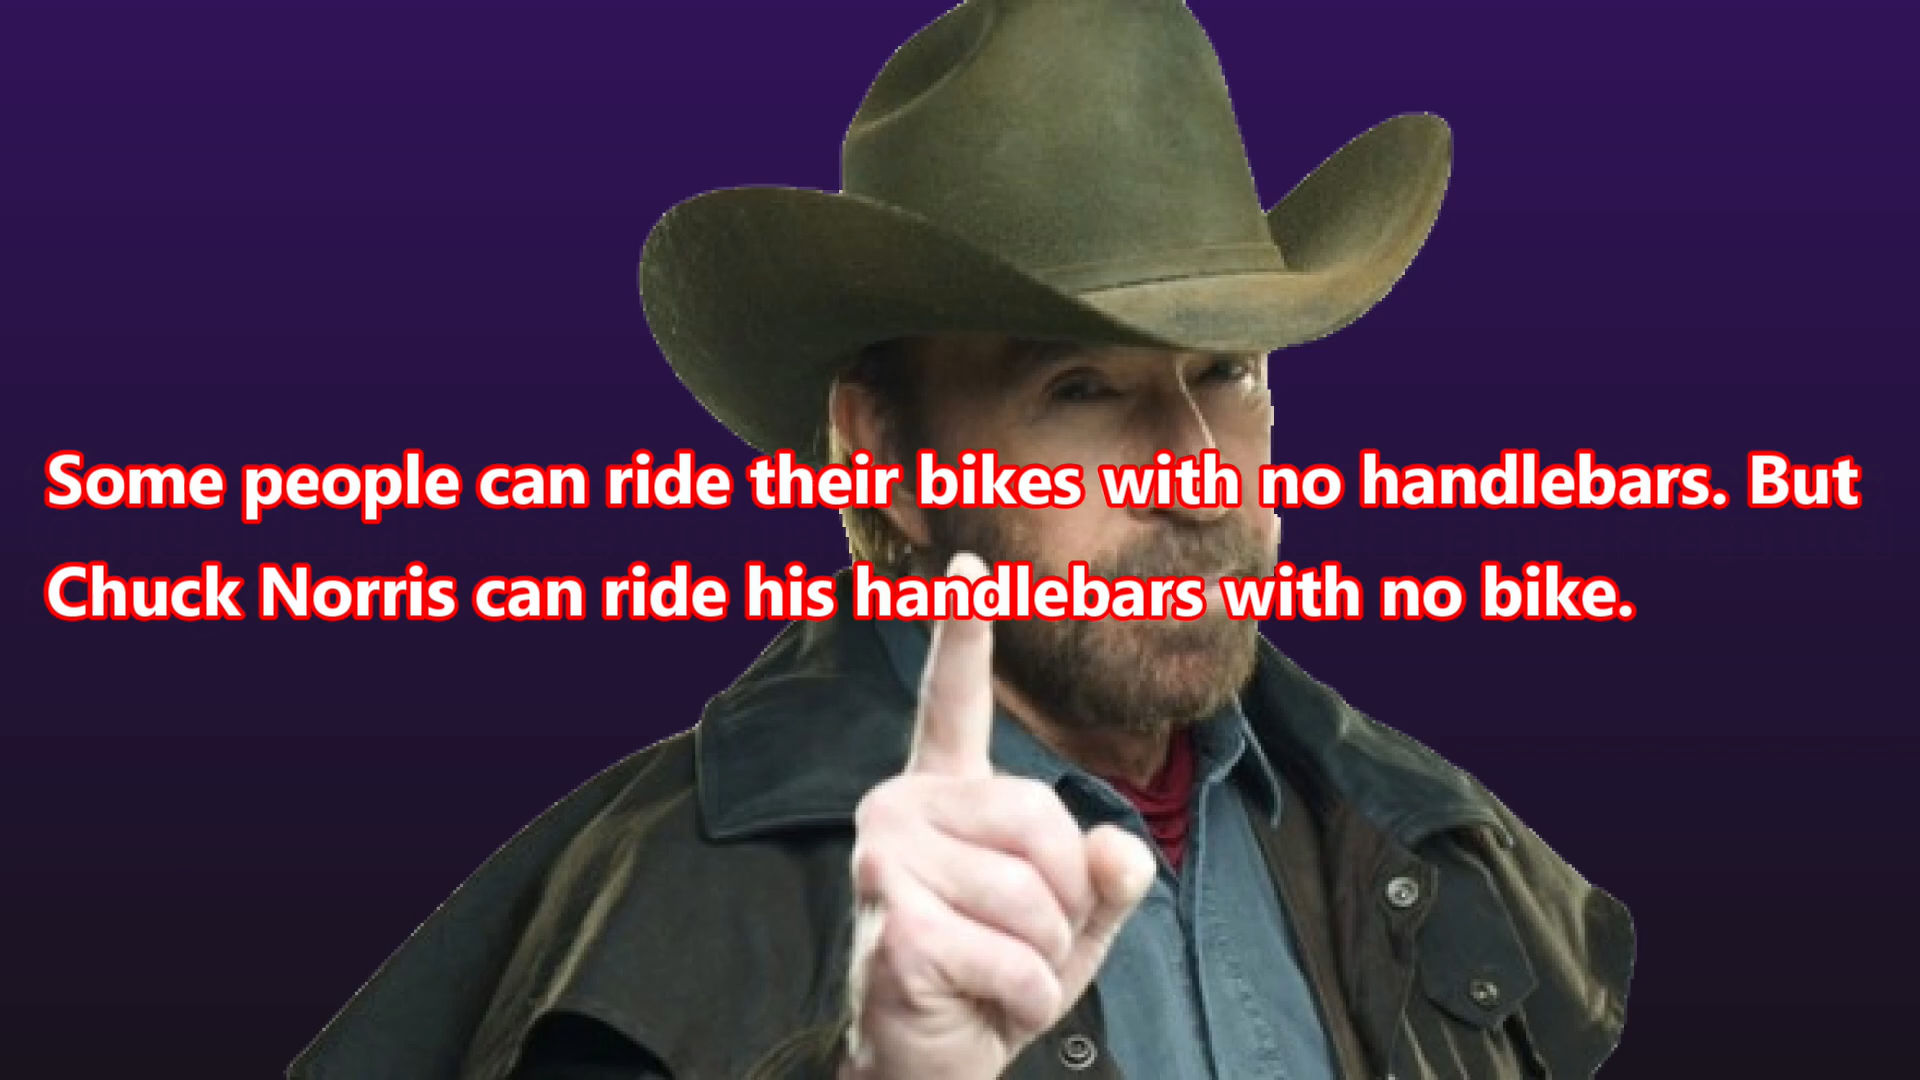 Some people can ride their bikes with no handlebars. But
Chuck Norris can ride his handlebars with no bike.